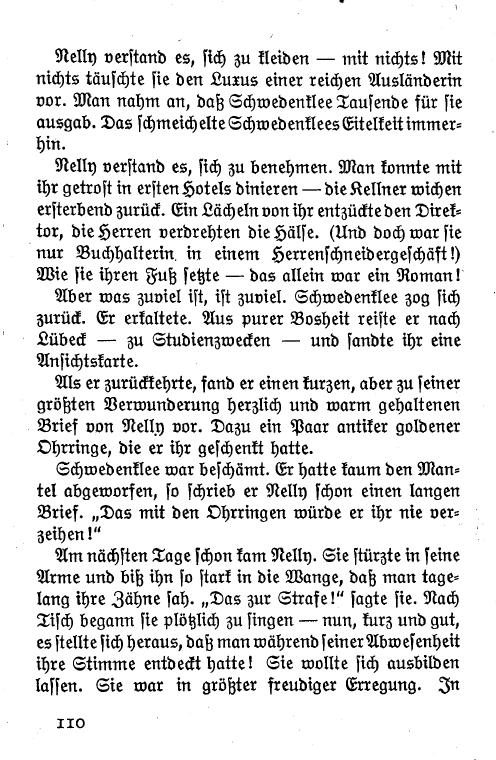 Nelly verstand es, sich zu kleiden — mit nichts! Mit
nichts täuschte sie den Luxus einer reichen Ausländerin
vor. Man nahm an, daß Schwedenklee Tausende für sie
ausgab. Das schmeichelte Schwedenklees Eitelkeit immer-
hin.
Nelly verstand es, sich zu benehmen. Man konnte mit
ihr getrost in ersten Hotels dinieren — die Kellner wichen
ersterbend zurück. Ein Lächeln von ihr entzückte den Direk-
tor, die Herren verdrehten die Hälse. (Und doch war sie
nur Buchhalterin in einem Herrenschneidergeschäft!)
Wie sie ihren Fuß setzte — das allein war ein Roman!
Aber was zuviel ist, ist zuviel. Schwedenklee zog sich
zurück. Er erkaltete. Aus purer Bosheit reiste er nach
Lübeck — zu Studienzwecken — und sandte ihr eine
Ansichtskarte.
Als er zurückkehrte, fand er einen kurzen, aber zu seiner
größten Verwunderung herzlich und warm gehaltenen
Brief von Nelly vor. Dazu ein Paar antiker goldener
Ohrringe, die er ihr geschenkt hatte.
Schwedenklee war beschämt. Er hatte kaum den Man-
tel abgeworfen, so schrieb er Nelly schon einen langen
Brief. „Das mit den Ohrringen würde er ihr nie ver-
zeihen!“
Am nächsten Tage schon kam Nelly. Sie stürzte in seine
Arme und biß ihn so stark in die Wange, daß man tage-
lang ihre Zähne sah. „Das zur Strafe!“ sagte sie. Nach
Tisch begann sie plötzlich zu singen — nun, kurz und gut,
es stellte sich heraus, daß man während seiner Abwesenheit
ihre Stimme entdeckt hatte! Sie wollte sich ausbilden
lassen. Sie war in größter freudiger Erregung. In
110